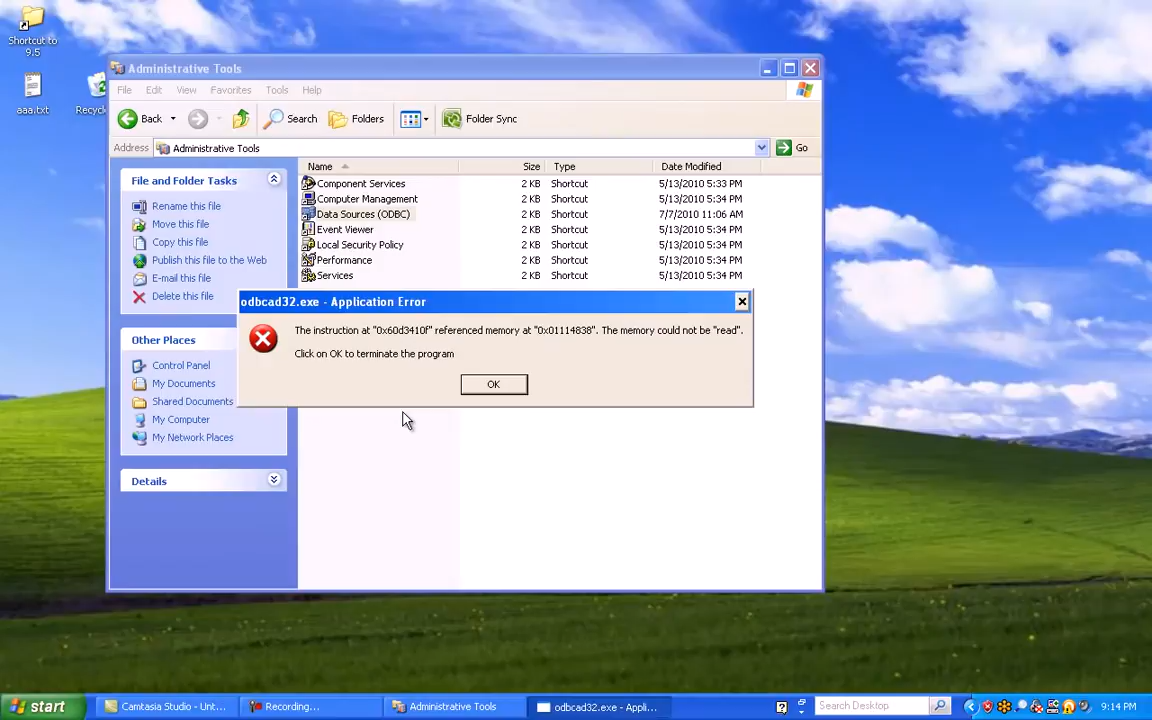 Shortcut to
9.5
aaa.txt
Recyc
Administrative Tools
File Edit View Favorites Tools Help
Back Search Folders Folder Sync
Address Administrative Tools Go
File and Folder Tasks
Rename this file
Move this file
Copy this file
Publish this file to the Web
E-mail this file
Delete this file
Other Places
Control Panel
My Documents
Shared Documents
My Computer
My Network Places
Details
Name Size Type Date Modified
Component Services 2 KB Shortcut 5/13/2010 5:33 PM
Computer Management 2 KB Shortcut 5/13/2010 5:34 PM
Data Sources (ODBC) 2 KB Shortcut 7/7/2010 11:06 AM
Event Viewer 2 KB Shortcut 5/13/2010 5:34 PM
Local Security Policy 2 KB Shortcut 5/13/2010 5:34 PM
Performance 2 KB Shortcut 5/13/2010 5:34 PM
Services 2 KB Shortcut 5/13/2010 5:34 PM
odbcad32.exe - Application Error
The instruction at "0x60d3410f" referenced memory at "0x01114838". The memory could not be "read".
Click on OK to terminate the program
OK
start Camtasia Studio - Unt... Recording... Administrative Tools odbcad32.exe - Appli... Search Desktop 9:14 PM